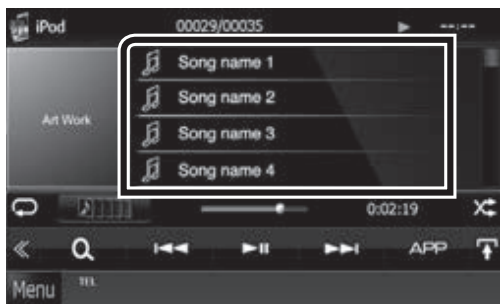 iPod 00029/00035 --:--
Song name 1
Song name 2
Art Work
Song name 3
Song name 4
0:02:19
APP
Menu TEL